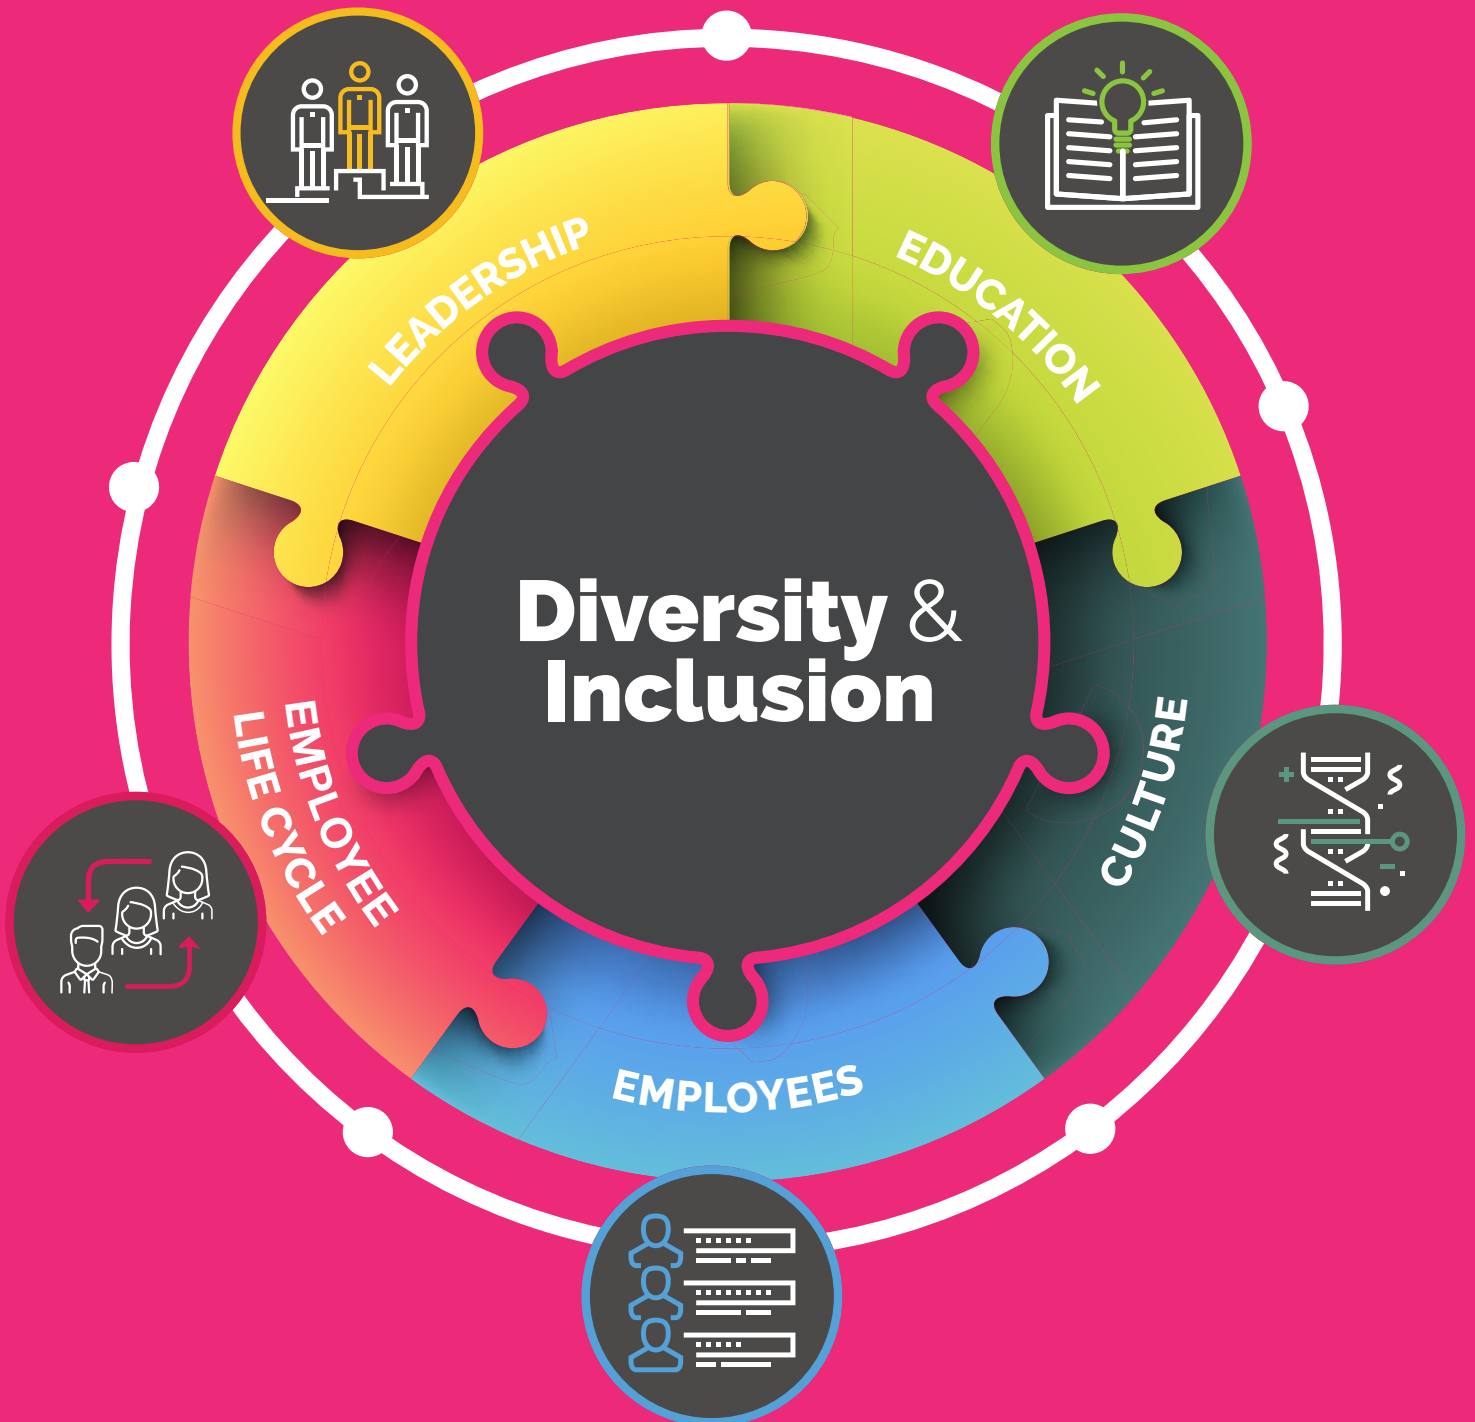 LEADERSHIP
EDUCATION
Diversity &
Inclusion
EMPLOYEE
LIFE CYCLE
CULTURE
EMPLOYEES